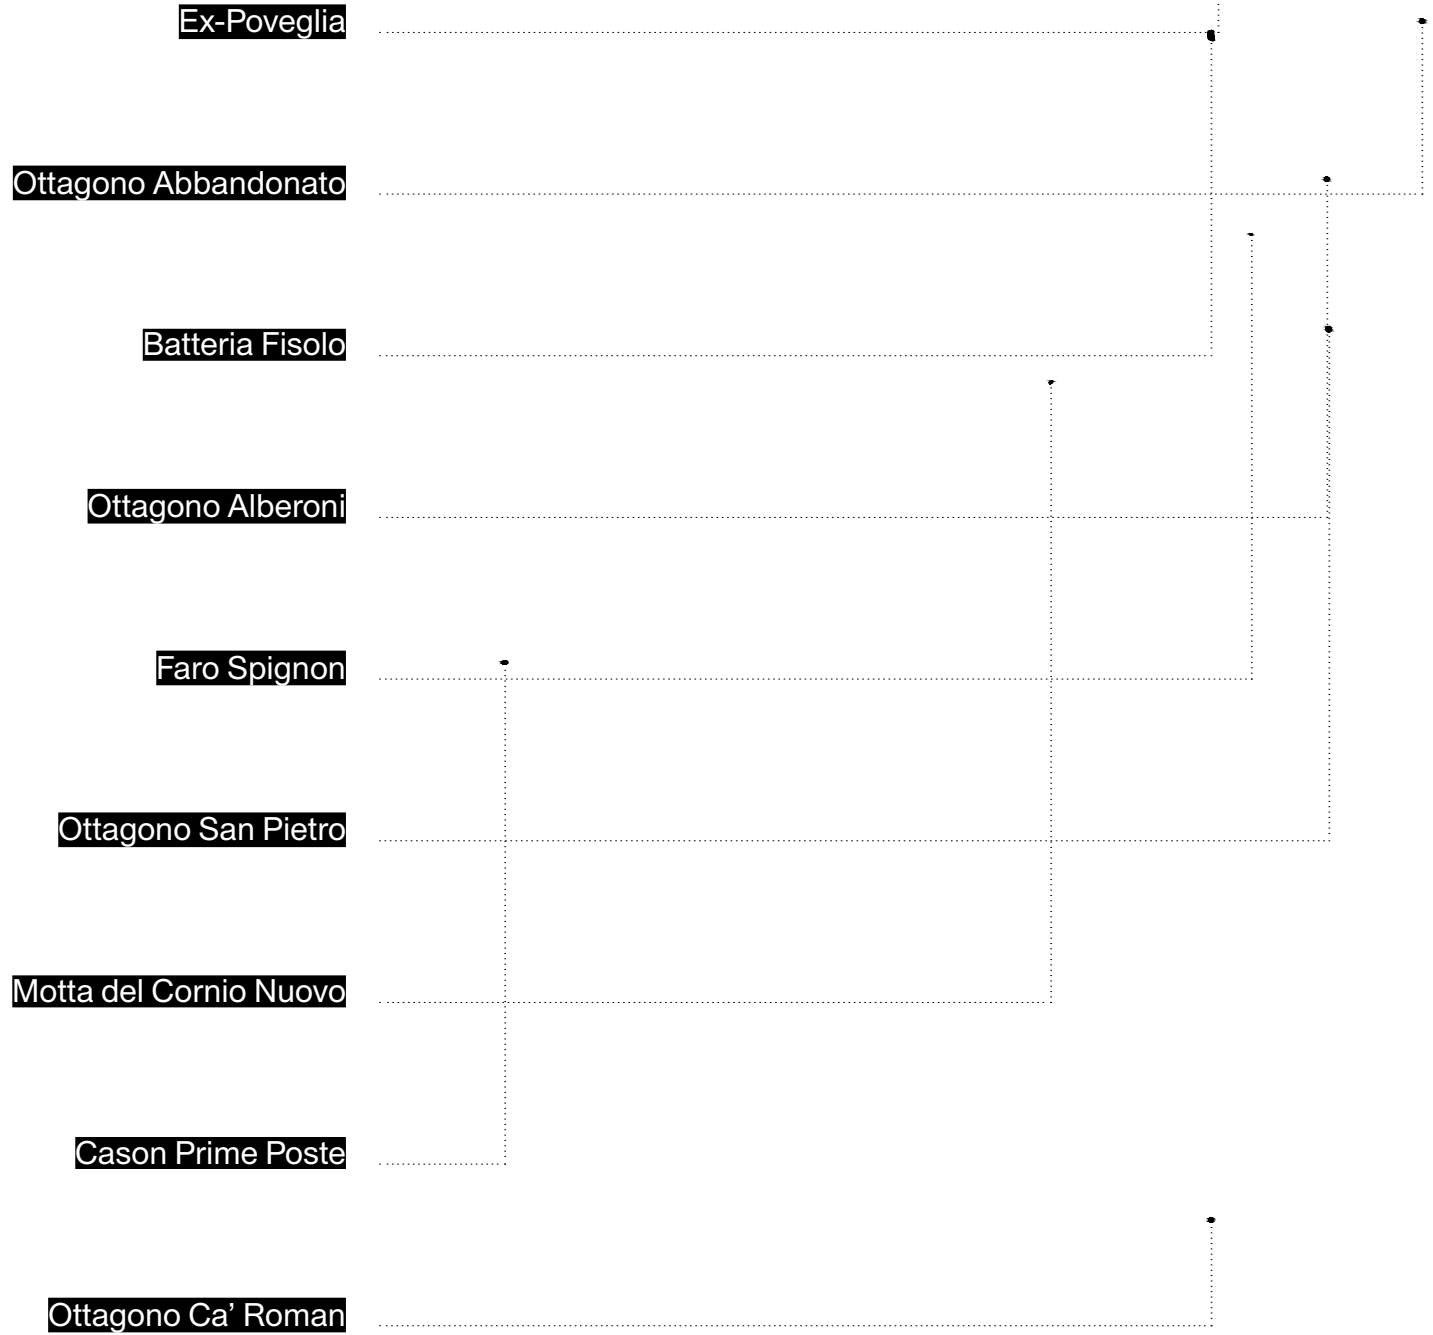 Ex-Poveglia
Ottagono Abbandonato
Batteria Fisolo
Ottagono Alberoni
Faro Spignon
Ottagono San Pietro
Motta del Cornio Nuovo
Cason Prime Poste
Ottagono Ca’ Roman